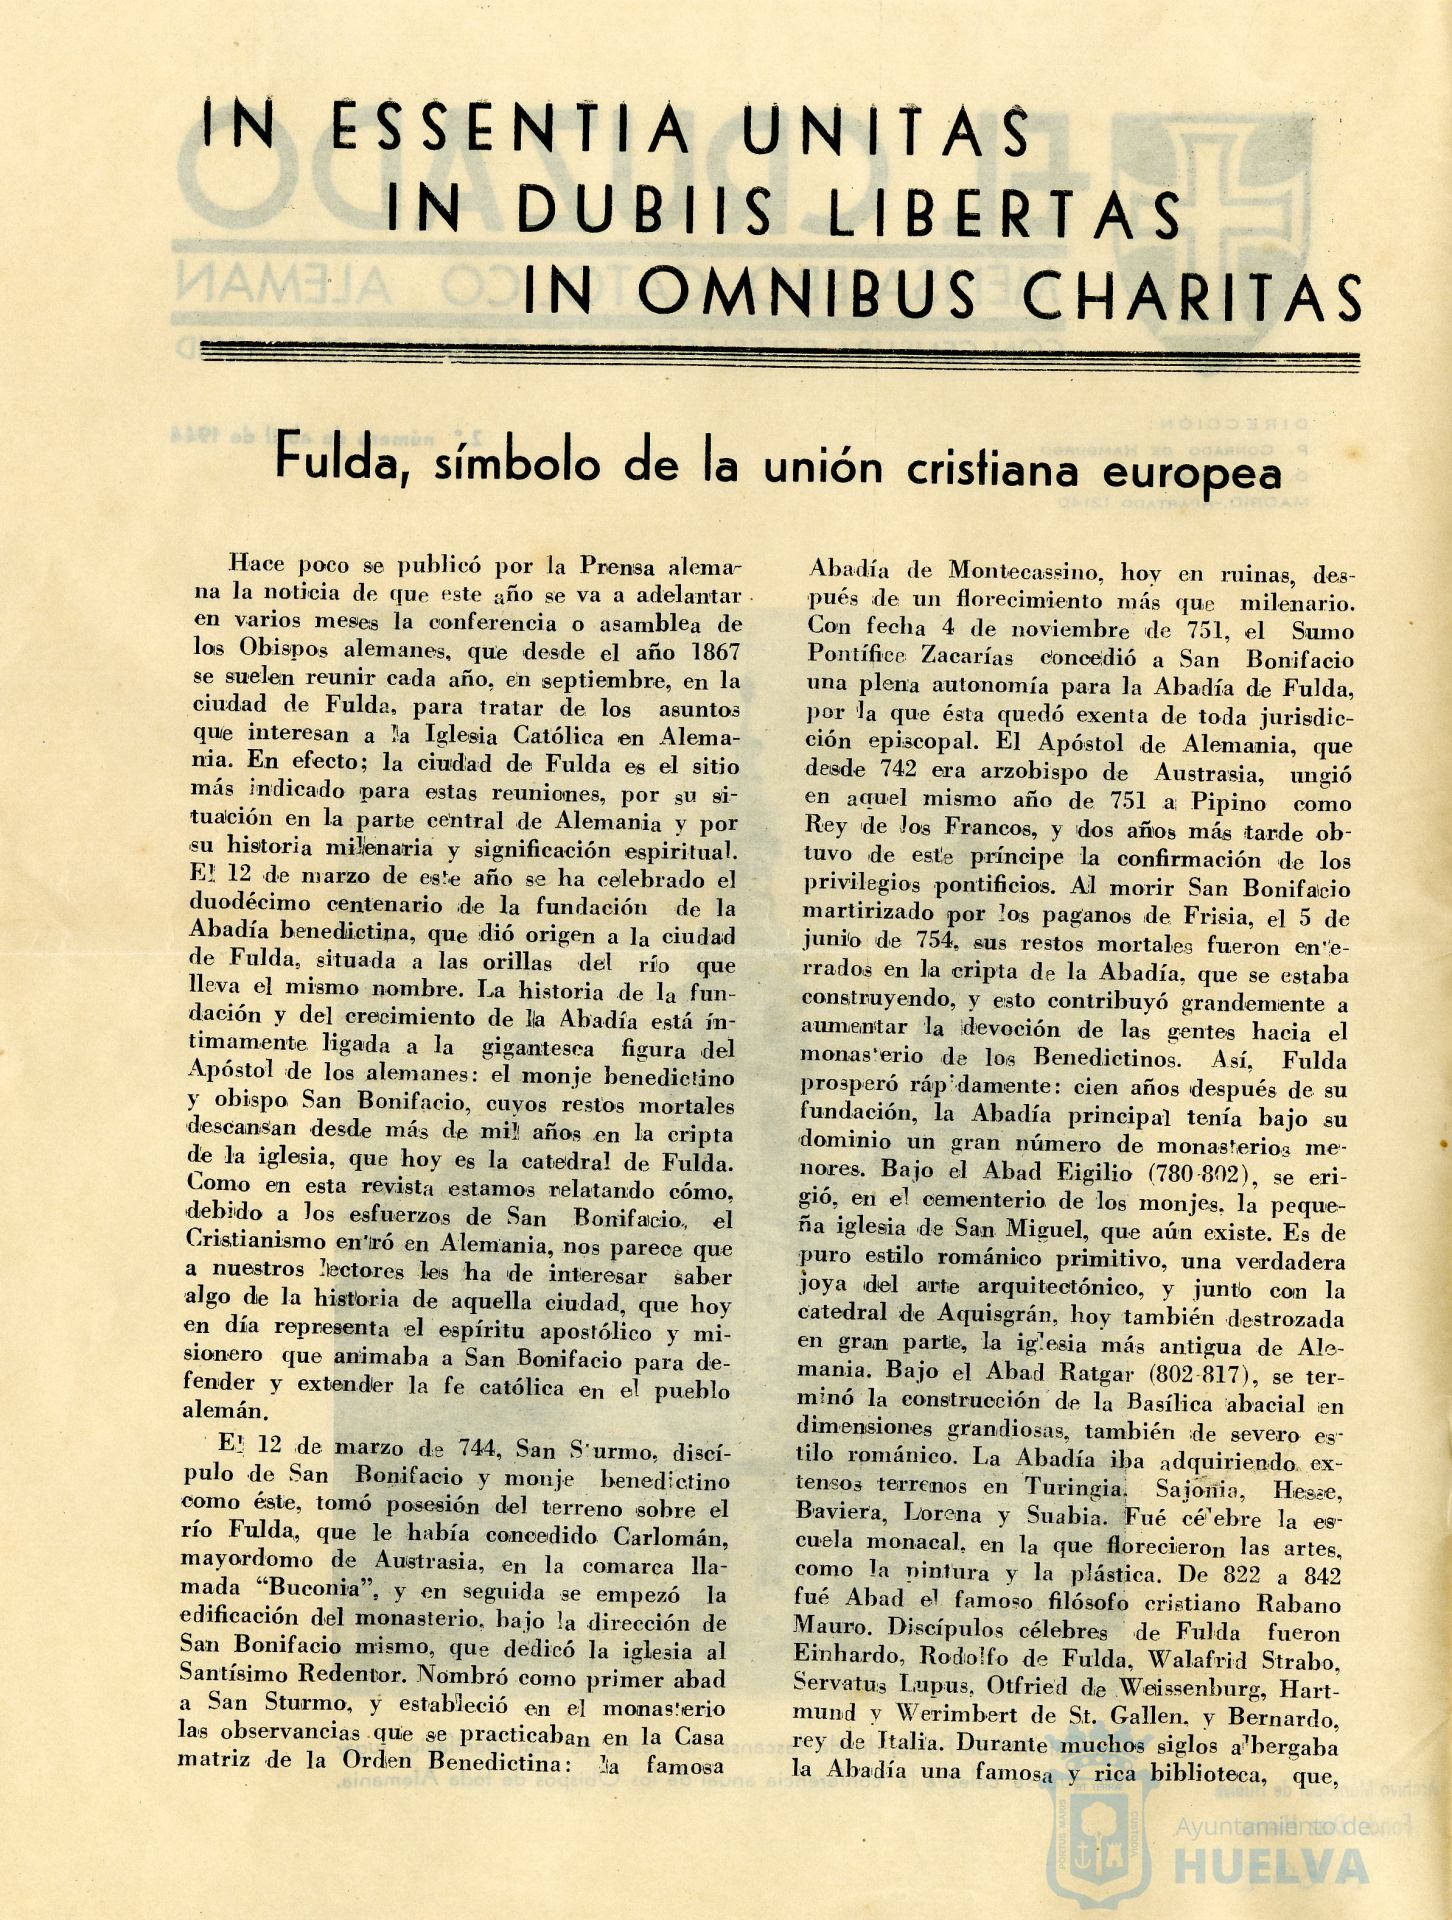 IN ESSENTIA UNITAS
IN DUBIIS LIBERTAS
IN OMNIBUS CHARITAS
Fulda, símbolo de la unión cristiana europea
Hace poco se publicó por la Prensa alema-
na la noticia de que este año se va a adelantar
en varios meses la conferencia o asamblea de
los Obispos alemanes, que desde el año 1867
se suelen reunir cada año, en septiembre, en la
ciudad de Fulda, para tratar de los asuntos
que interesan a la Iglesia Católica en Alema-
nia. En efecto; la ciudad de Fulda es el sitio
más indicado para estas reuniones, por su si-
tuación en la parte central de Alemania y por
su historia milenaria y significación espiritual.
El 12 de marzo de este año se ha celebrado el
duodécimo centenario de la fundación de la
Abadía benedictina, que dió origen a la ciudad
de Fulda, situada a las orillas del río que
lleva el mismo nombre. La historia de la fun-
dación y del crecimiento de la Abadía está ín-
timamente ligada a la gigantesca figura del
Apóstol de los alemanes: el monje benedictino
y obispo San Bonifacio, cuyos restos mortales
descansan desde más de mil años en la cripta
de la iglesia, que hoy es la catedral de Fulda.
Como en esta revista estamos relatando cómo,
debido a los esfuerzos de San Bonifacio, el
Cristianismo entró en Alemania, nos parece que
a nuestros lectores les ha de interesar saber
algo de la historia de aquella ciudad, que hoy
en día representa el espíritu apostólico y mi-
sionero que animaba a San Bonifacio para de-
fender y extender la fe católica en el pueblo
alemán.
El 12 de marzo de 744, San Sturmo, discí-
pulo de San Bonifacio y monje benedictino
como éste, tomó posesión del terreno sobre el
río Fulda, que le había concedido Carlomán,
mayordomo de Austrasia, en la comarca lla-
mada “Buconia”, y en seguida se empezó la
edificación del monasterio, bajo la dirección de
San Bonifacio mismo, que dedicó la iglesia al
Santísimo Redentor. Nombró como primer abad
a San Sturmo, y estableció en el monasterio
las observancias que se practicaban en la Casa
matriz de la Orden Benedictina: la famosa
Abadía de Montecassino, hoy en ruinas, des-
pués de un florecimiento más que milenario.
Con fecha 4 de noviembre de 751, el Sumo
Pontífice Zacarías concedió a San Bonifacio
una plena autonomía para la Abadía de Fulda,
por la que ésta quedó exenta de toda jurisdic-
ción episcopal. El Apóstol de Alemania, que
desde 742 era arzobispo de Austrasia, ungió
en aquel mismo año de 751 a Pipino como
Rey de los Francos, y dos años más tarde ob-
tuvo de este príncipe la confirmación de los
privilegios pontificios. Al morir San Bonifacio
martirizado por los paganos de Frisia, el 5 de
junio de 754, sus restos mortales fueron ente-
rrados en la cripta de la Abadía, que se estaba
construyendo, y esto contribuyó grandemente a
aumentar la devoción de las gentes hacia el
monasterio de los Benedictinos. Así, Fulda
prosperó rápidamente: cien años después de su
fundación, la Abadía principal tenía bajo su
dominio un gran número de monasterios me-
nores. Bajo el Abad Eigilio (780-802), se eri-
gió, en el cementerio de los monjes, la peque-
ña iglesia de San Miguel, que aún existe. Es de
puro estilo románico primitivo, una verdadera
joya del arte arquitectónico, y junto con la
catedral de Aquisgrán, hoy también destrozada
en gran parte, la iglesia más antigua de Ale-
mania. Bajo el Abad Ratgar (802-817), se ter-
minó la construcción de la Basílica abacial en
dimensiones grandiosas, también de severo es-
tilo románico. La Abadía iba adquiriendo ex-
tensos terrenos en Turingia, Sajonia, Hesse,
Baviera, Lorena y Suabia. Fué célebre la es-
cuela monacal, en la que florecieron las artes,
como la pintura y la plástica. De 822 a 842
fué Abad el famoso filósofo cristiano Rabano
Mauro. Discípulos célebres de Fulda fueron
Einhardo, Rodolfo de Fulda, Walafrid Strabo,
Servatus Lupus, Otfried de Weissenburg, Hart-
mund y Werimbert de St. Gallen, y Bernardo,
rey de Italia. Durante muchos siglos albergaba
la Abadía una famosa y rica biblioteca, que,
PORTUS MARIS ET TERRAE CUSTODIA
Ayuntamiento de
HUELVA